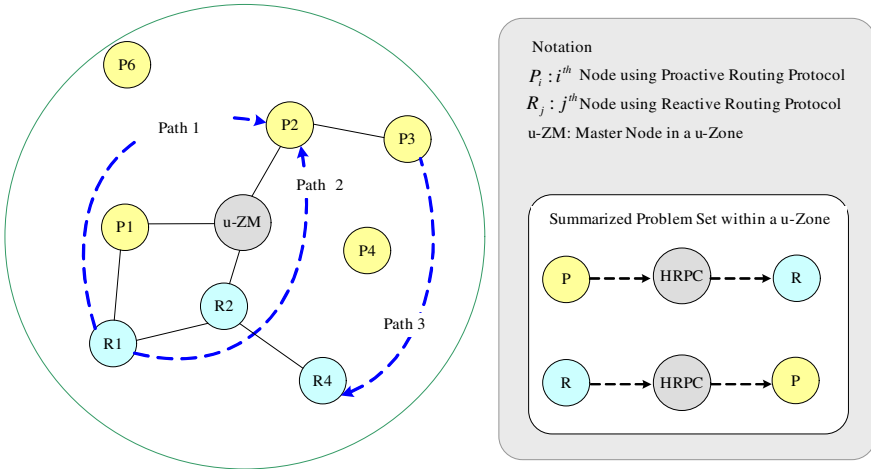 P6
Path 1
P2
P3
Path 2
P1
u-ZM
P4
R2
R1
Path 3
R4
Notation
P_i : i^th Node using Proactive Routing Protocol
R_j : j^th Node using Reactive Routing Protocol
u-ZM: Master Node in a u-Zone
Summarized Problem Set within a u-Zone
P HRPC R
R HRPC P